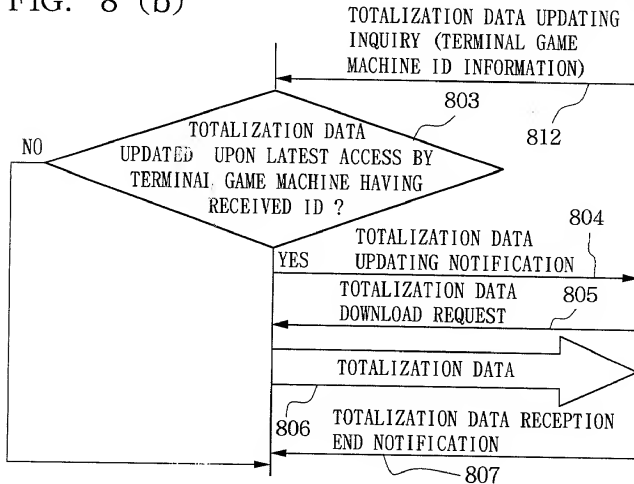 FIG. 8 (b)
TOTALIZATION DATA UPDATING
INQUIRY (TERMINAL GAME
MACHINE ID INFORMATION)
803
812
TOTALIZATION DATA
UPDATED UPON LATEST ACCESS BY
TERMINAL GAME MACHINE HAVING
RECEIVED ID ?
NO
YES
TOTALIZATION DATA
UPDATING NOTIFICATION
804
TOTALIZATION DATA
DOWNLOAD REQUEST
805
TOTALIZATION DATA
806
TOTALIZATION DATA RECEPTION
END NOTIFICATION
807